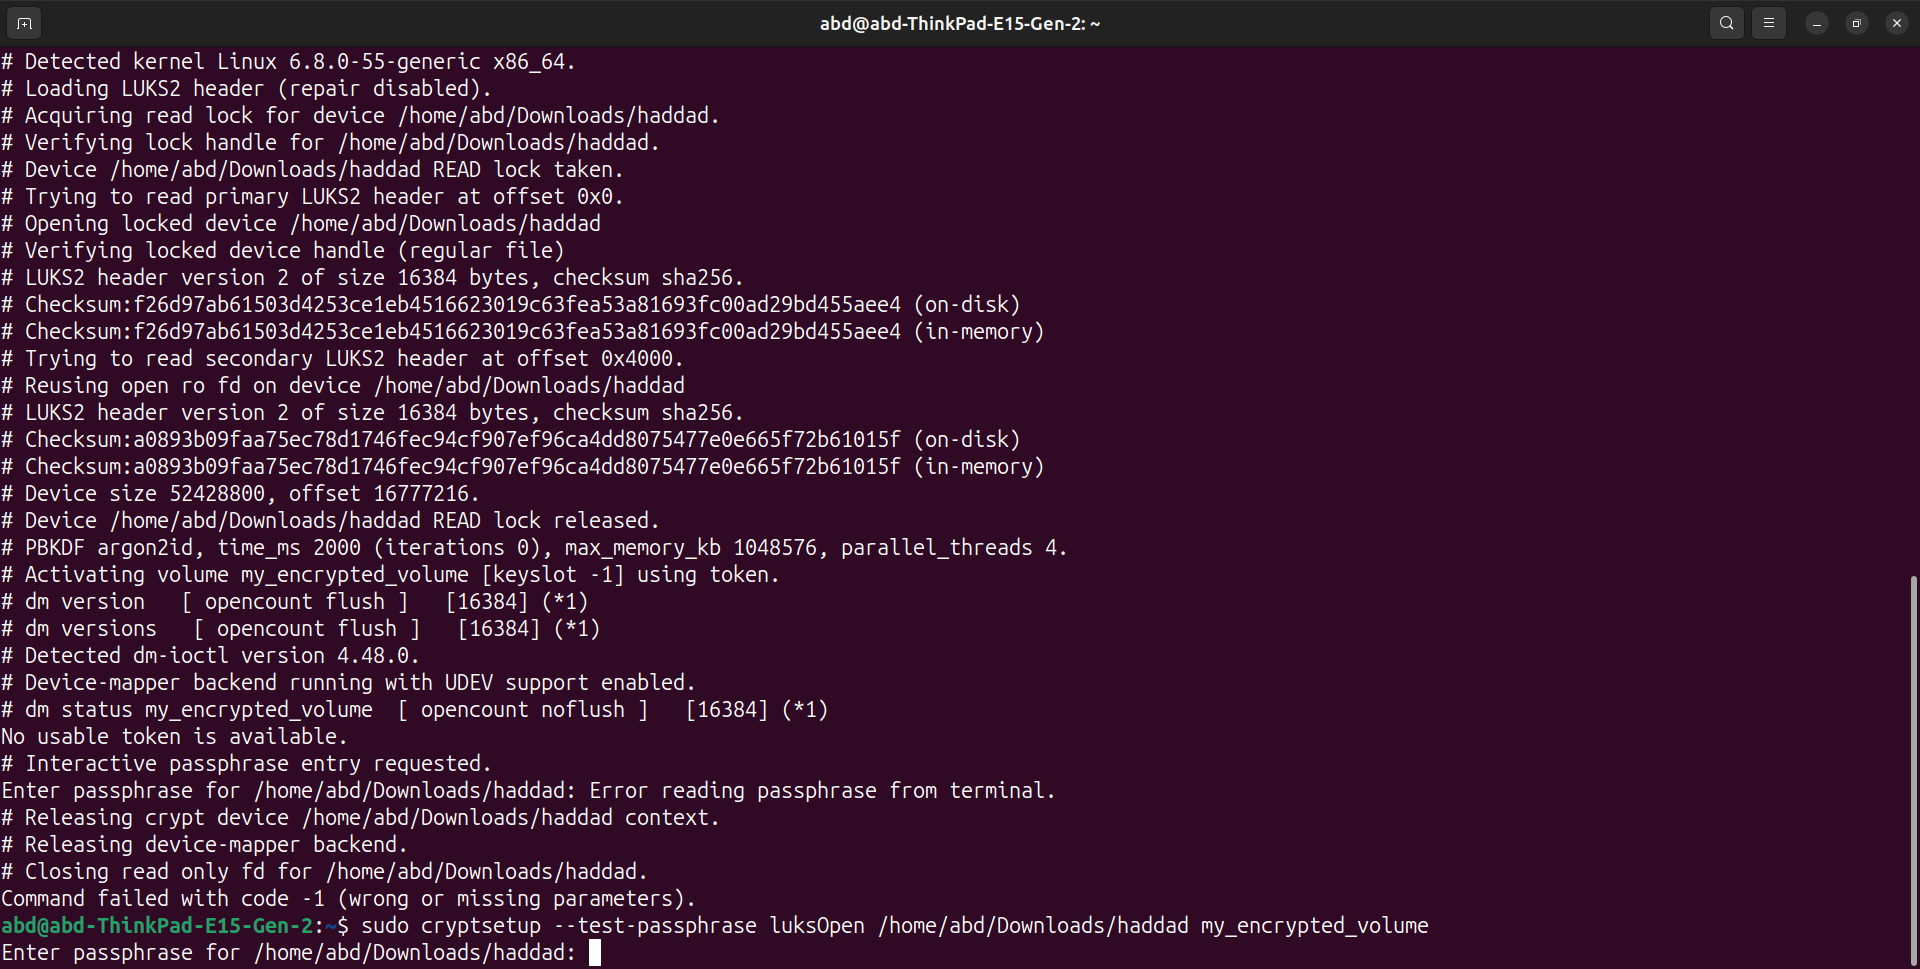 abd@abd-ThinkPad-E15-Gen-2: ~
# Detected kernel Linux 6.8.0-55-generic x86_64.
# Loading LUKS2 header (repair disabled).
# Acquiring read lock for device /home/abd/Downloads/haddad.
# Verifying lock handle for /home/abd/Downloads/haddad.
# Device /home/abd/Downloads/haddad READ lock taken.
# Trying to read primary LUKS2 header at offset 0x0.
# Opening locked device /home/abd/Downloads/haddad
# Verifying locked device handle (regular file)
# LUKS2 header version 2 of size 16384 bytes, checksum sha256.
# Checksum:f26d97ab61503d4253ce1eb4516623019c63fea53a81693fc00ad29bd455aee4 (on-disk)
# Checksum:f26d97ab61503d4253ce1eb4516623019c63fea53a81693fc00ad29bd455aee4 (in-memory)
# Trying to read secondary LUKS2 header at offset 0x4000.
# Reusing open ro fd on device /home/abd/Downloads/haddad
# LUKS2 header version 2 of size 16384 bytes, checksum sha256.
# Checksum:a0893b09faa75ec78d1746fec94cf907ef96ca4dd8075477e0e665f72b61015f (on-disk)
# Checksum:a0893b09faa75ec78d1746fec94cf907ef96ca4dd8075477e0e665f72b61015f (in-memory)
# Device size 52428800, offset 16777216.
# Device /home/abd/Downloads/haddad READ lock released.
# PBKDF argon2id, time_ms 2000 (iterations 0), max_memory_kb 1048576, parallel_threads 4.
# Activating volume my_encrypted_volume [keyslot -1] using token.
# dm version   [ opencount flush ]   [16384] (*1)
# dm versions   [ opencount flush ]   [16384] (*1)
# Detected dm-ioctl version 4.48.0.
# Device-mapper backend running with UDEV support enabled.
# dm status my_encrypted_volume  [ opencount noflush ]   [16384] (*1)
No usable token is available.
# Interactive passphrase entry requested.
Enter passphrase for /home/abd/Downloads/haddad: Error reading passphrase from terminal.
# Releasing crypt device /home/abd/Downloads/haddad context.
# Releasing device-mapper backend.
# Closing read only fd for /home/abd/Downloads/haddad.
Command failed with code -1 (wrong or missing parameters).
abd@abd-ThinkPad-E15-Gen-2:~$ sudo cryptsetup --test-passphrase luksOpen /home/abd/Downloads/haddad my_encrypted_volume
Enter passphrase for /home/abd/Downloads/haddad: